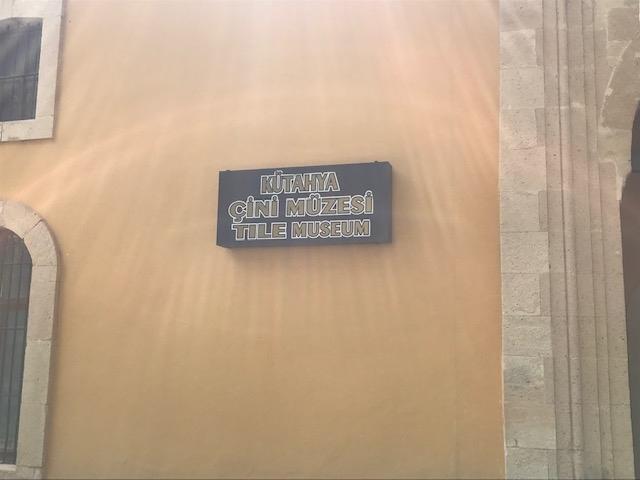 KÜTAHYA
ÇİNİ MÜZESİ
TILE MUSEUM